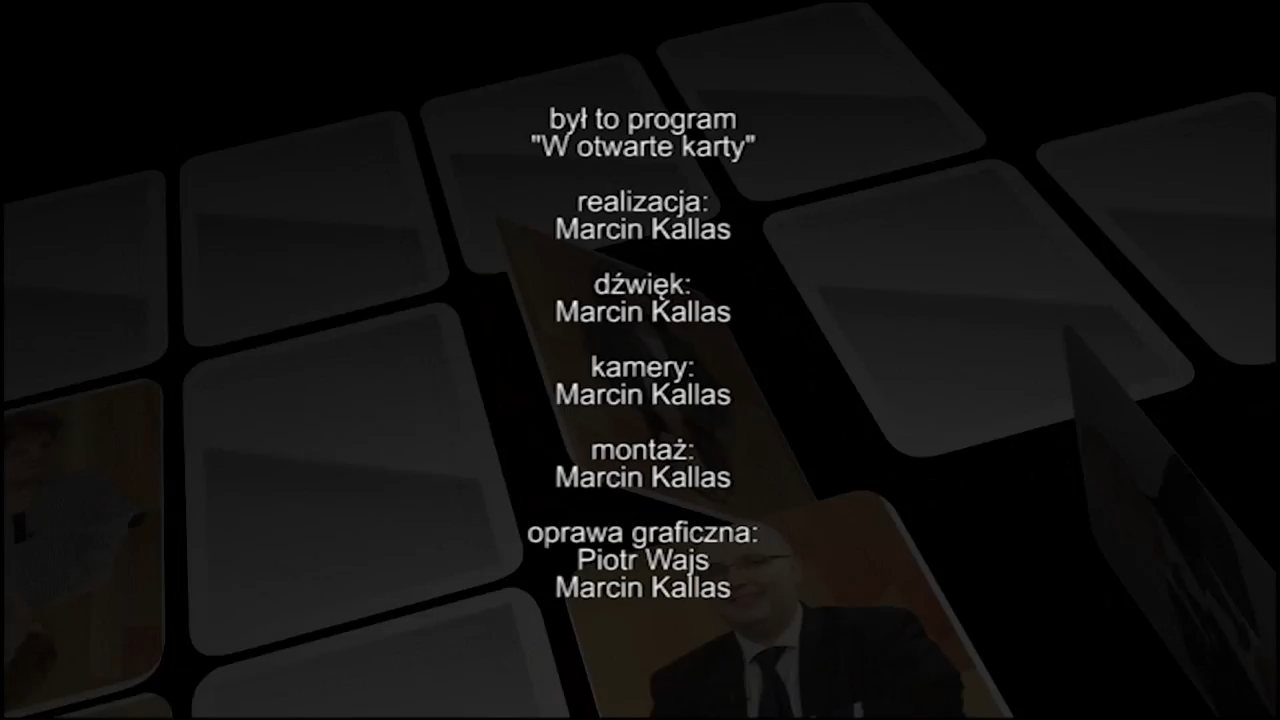 był to program
"W otwarte karty"
realizacja:
Marcin Kallas
dźwięk:
Marcin Kallas
kamery:
Marcin Kallas
montaż:
Marcin Kallas
oprawa graficzna:
Piotr Wajs
Marcin Kallas